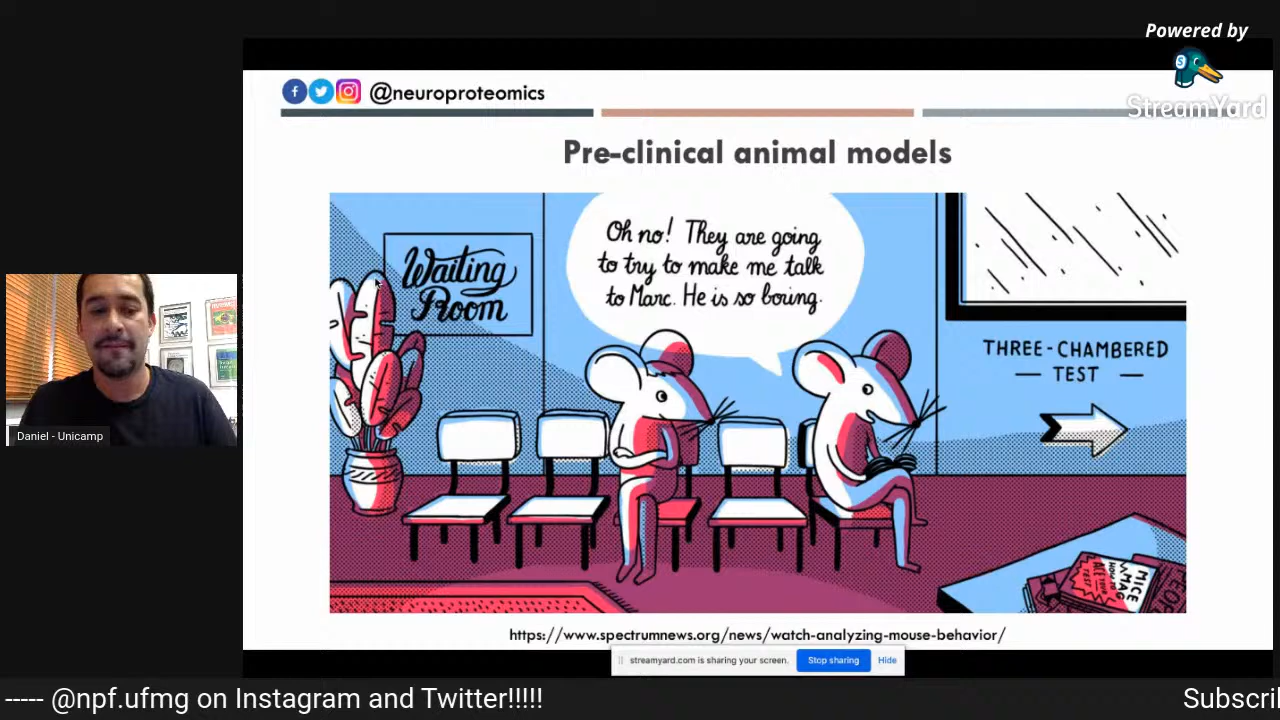 Powered by
StreamYard
@neuroproteomics
Pre-clinical animal models
Waiting
Room
Oh no! They are going
to try to make me talk
to Marc. He is so boring.
THREE-CHAMBERED
— TEST —
MICE
MAG
Daniel - Unicamp
https://www.spectrumnews.org/news/watch-analyzing-mouse-behavior/
streamyard.com is sharing your screen.
Stop sharing
Hide
----- @npf.ufmg on Instagram and Twitter!!!!!
Subscri